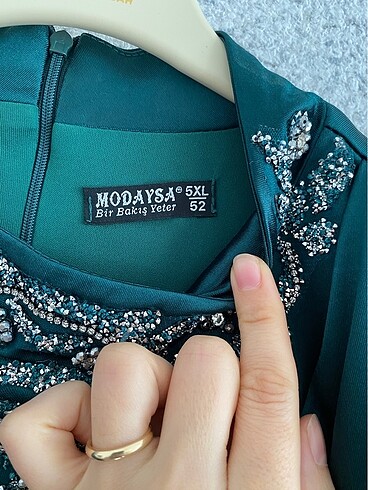 MODAYSA® 5XL
Bir Bakış Yeter 52